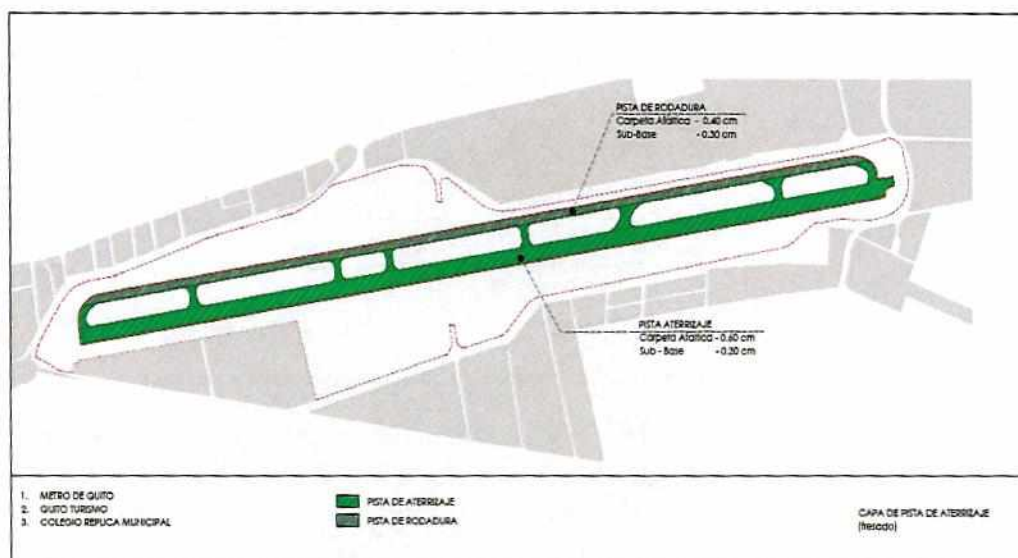 PISTA DE RODADURA
Carpeta Afaltica - 0.40 cm
Sub-Base - 0.30 cm
PISTA ATERRIZAJE
Carpeta Afaltica - 0.60 cm
Sub - Base - 0.30 cm
1. METRO DE QUITO
2. QUITO TURISMO
3. COLEGIO REPLICA MUNICIPAL
PISTA DE ATERRIZAJE
PISTA DE RODADURA
CAPA DE PISTA DE ATERRIZAJE
(fresado)